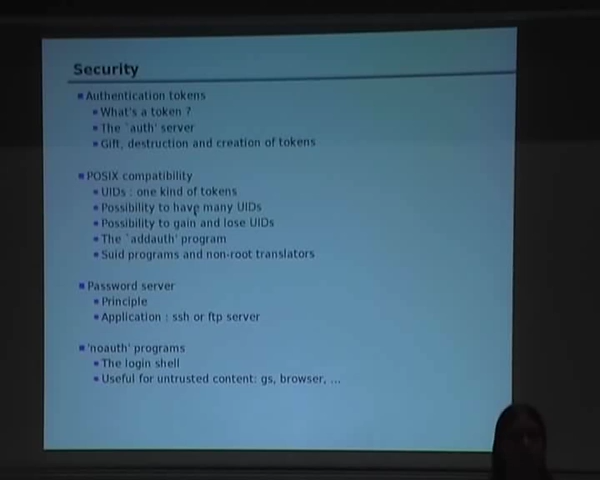 Security
Authentication tokens
What's a token ?
The `auth' server
Gift, destruction and creation of tokens
POSIX compatibility
UIDs : one kind of tokens
Possibility to have many UIDs
Possibility to gain and lose UIDs
The `addauth' program
Suid programs and non-root translators
Password server
Principle
Application : ssh or ftp server
'noauth' programs
The login shell
Useful for untrusted content: gs, browser, ...